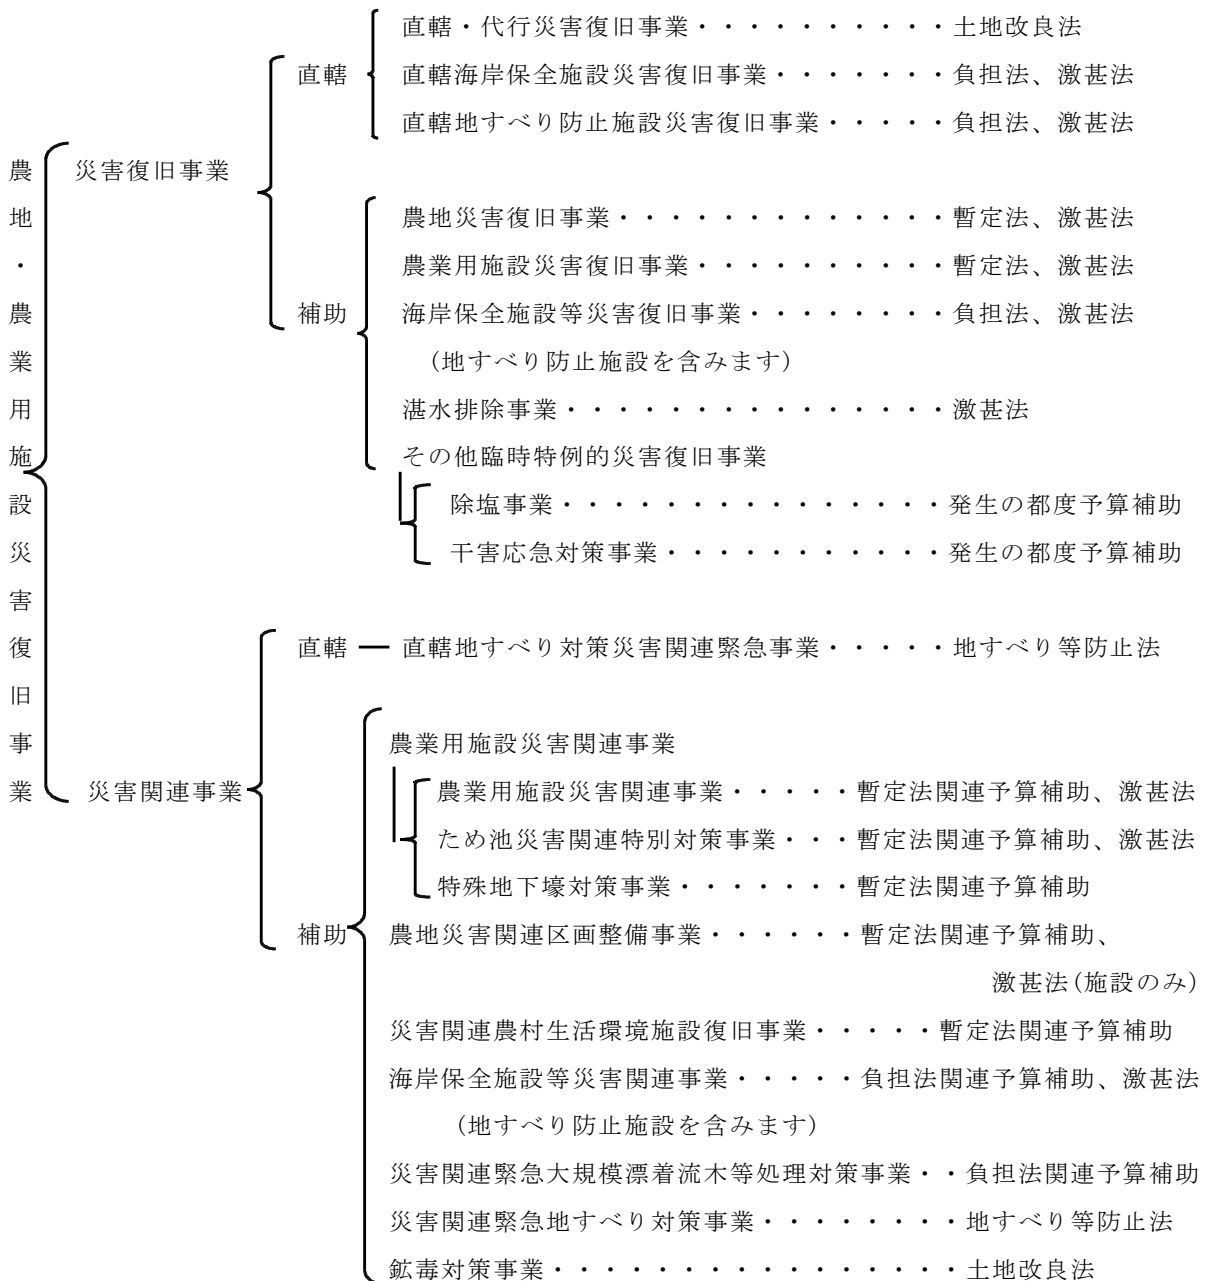 農地・農業用施設災害復旧事業
災害復旧事業
直轄
直轄・代行災害復旧事業・・・・・・・・・・土地改良法
直轄海岸保全施設災害復旧事業・・・・・・・負担法、激甚法
直轄地すべり防止施設災害復旧事業・・・・・負担法、激甚法
補助
農地災害復旧事業・・・・・・・・・・・・・暫定法、激甚法
農業用施設災害復旧事業・・・・・・・・・・暫定法、激甚法
海岸保全施設等災害復旧事業・・・・・・・・負担法、激甚法
(地すべり防止施設を含みます)
湛水排除事業・・・・・・・・・・・・・・・激甚法
その他臨時特例的災害復旧事業
除塩事業・・・・・・・・・・・・・・・発生の都度予算補助
干害応急対策事業・・・・・・・・・・・発生の都度予算補助
災害関連事業
直轄 ― 直轄地すべり対策災害関連緊急事業・・・・・地すべり等防止法
補助
農業用施設災害関連事業
農業用施設災害関連事業・・・・・暫定法関連予算補助、激甚法
ため池災害関連特別対策事業・・・暫定法関連予算補助、激甚法
特殊地下壕対策事業・・・・・・・暫定法関連予算補助
農地災害関連区画整備事業・・・・・・暫定法関連予算補助、
激甚法(施設のみ)
災害関連農村生活環境施設復旧事業・・・・・暫定法関連予算補助
海岸保全施設等災害関連事業・・・・・負担法関連予算補助、激甚法
(地すべり防止施設を含みます)
災害関連緊急大規模漂着流木等処理対策事業・・負担法関連予算補助
災害関連緊急地すべり対策事業・・・・・・・・地すべり等防止法
鉱毒対策事業・・・・・・・・・・・・・・・・土地改良法